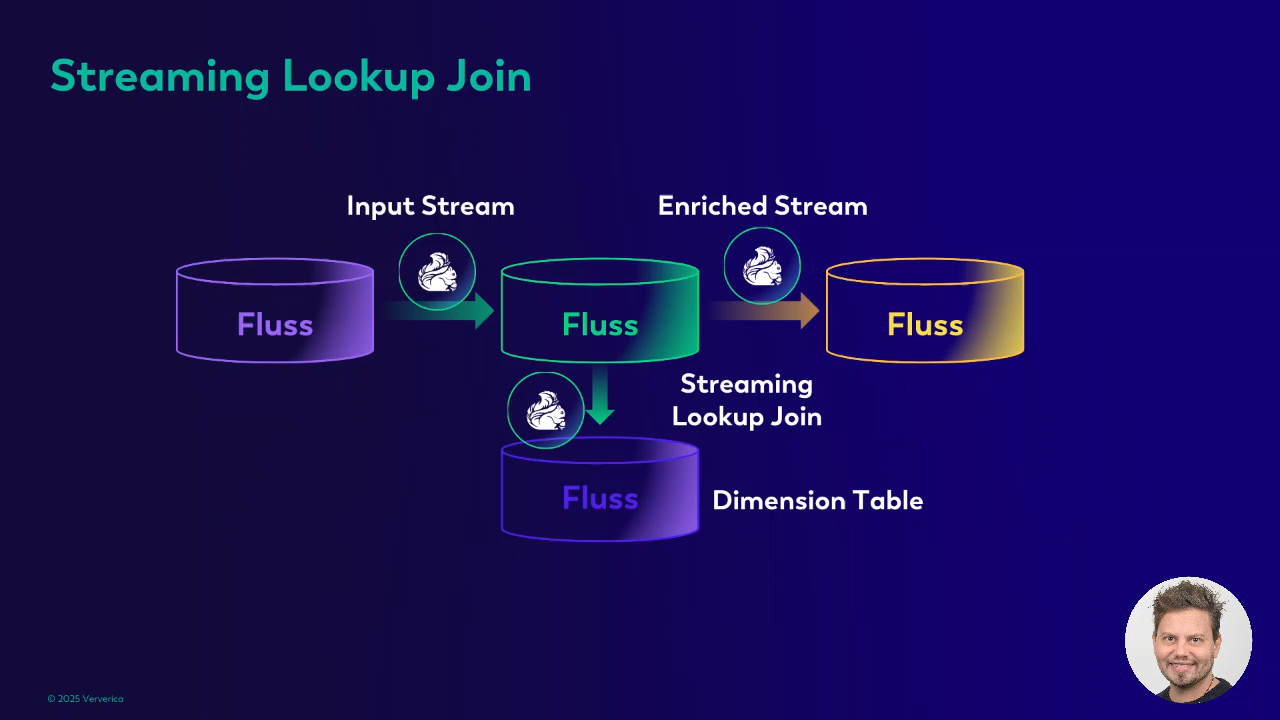 Streaming Lookup Join
Input Stream
Enriched Stream
Fluss
Fluss
Fluss
Streaming
Lookup Join
Fluss
Dimension Table
© 2025 Ververica